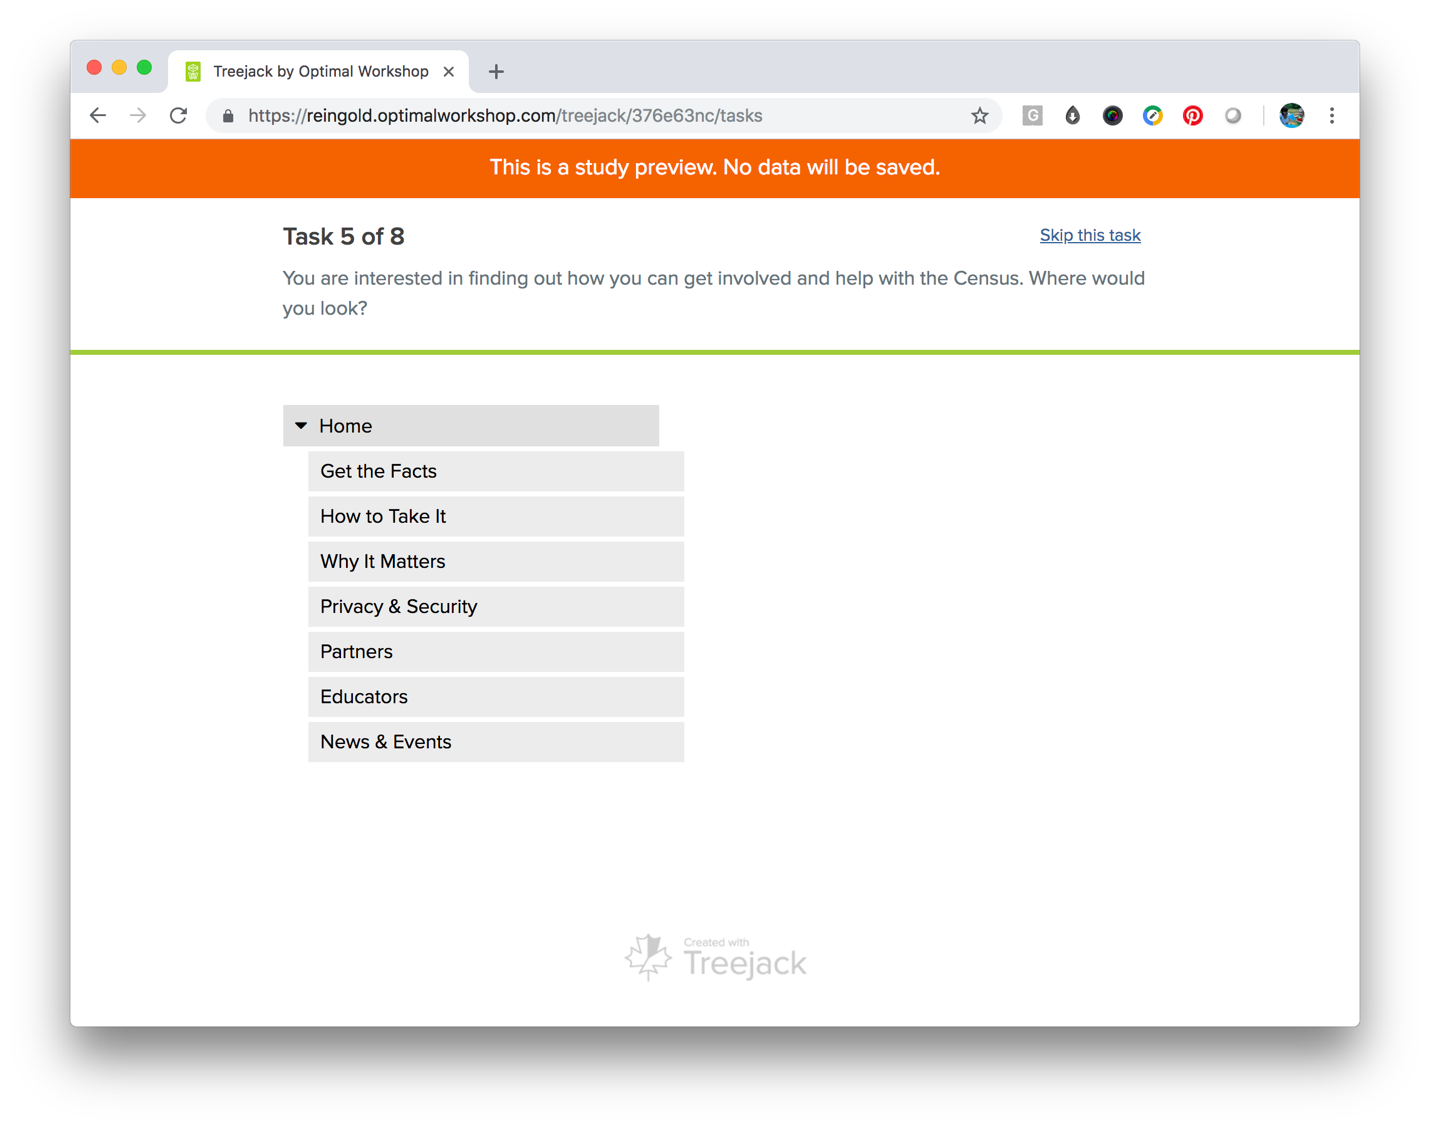 Treejack by Optimal Workshop
https://reingold.optimalworkshop.com/treejack/376e63nc/tasks
G
This is a study preview. No data will be saved.
Task 5 of 8
Skip this task
You are interested in finding out how you can get involved and help with the Census. Where would
you look?
Home
Get the Facts
How to Take It
Why It Matters
Privacy & Security
Partners
Educators
News & Events
Created with
Treejack